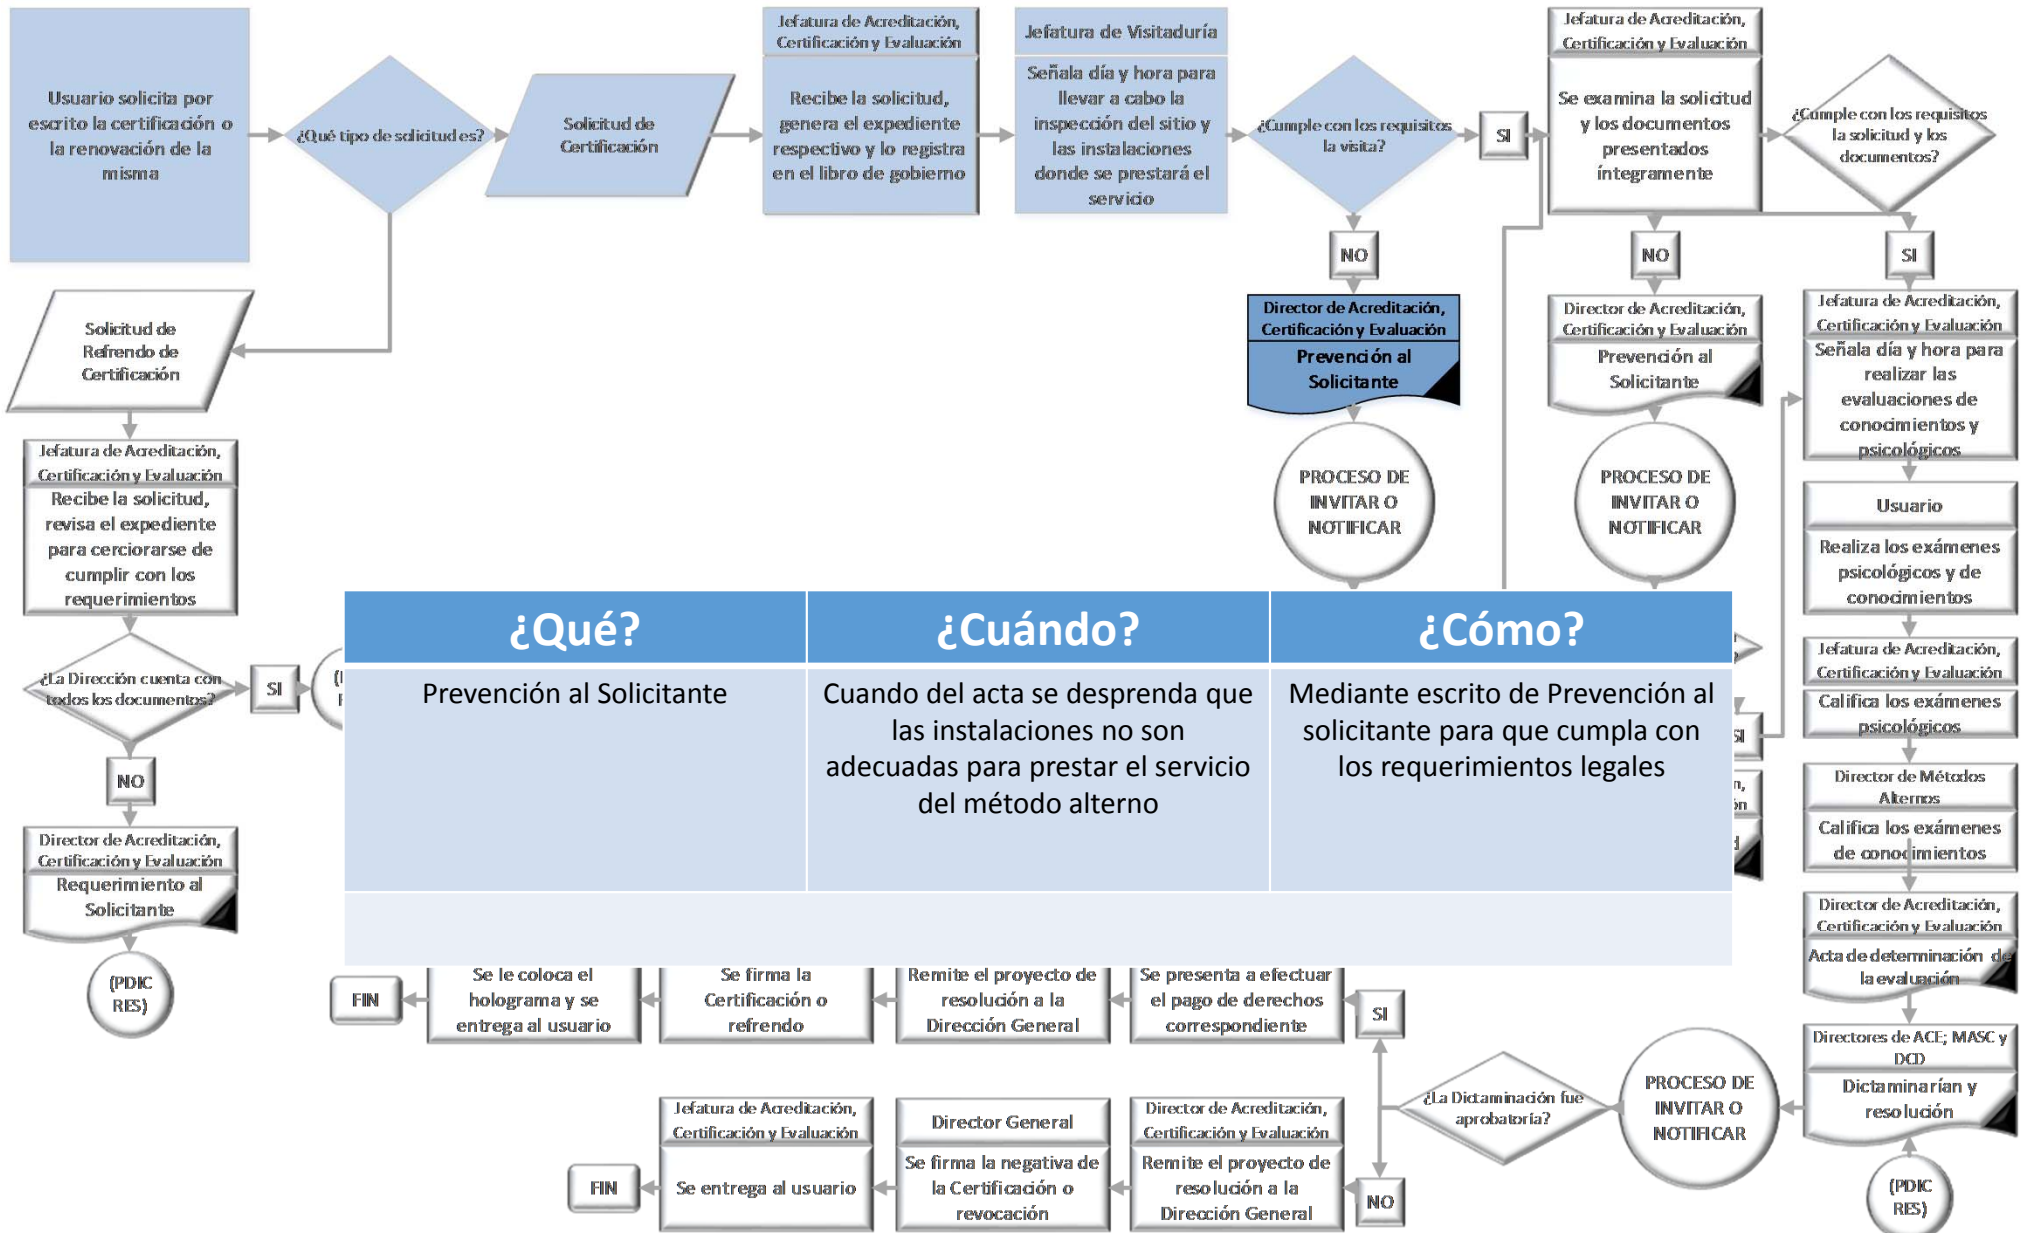 Usuario solicita por
escrito la certificación o
la renovación de la
misma
¿Qué tipo de solicitud es?
Solicitud de
Certificación
Jefatura de Acreditación,
Certificación y Evaluación
Recibe la solicitud,
genera el expediente
respectivo y lo registra
en el libro de gobierno
Jefatura de Visitaduría
Señala día y hora para
llevar a cabo la
inspección del sitio y
las instalaciones
donde se prestará el
servicio
¿Cumple con los requisitos
la visita?
SI
Jefatura de Acreditación,
Certificación y Evaluación
Se examina la solicitud
y los documentos
presentados
íntegramente
¿Cumple con los requisitos
la solicitud y los
documentos?
NO
NO
SI
Director de Acreditación,
Certificación y Evaluación
Prevención al
Solicitante
Director de Acreditación,
Certificación y Evaluación
Prevención al
Solicitante
Jefatura de Acreditación,
Certificación y Evaluación
Señala día y hora para
realizar las
evaluaciones de
conocimientos y
psicológicos
Solicitud de
Refrendo de
Certificación
Jefatura de Acreditación,
Certificación y Evaluación
Recibe la solicitud,
revisa el expediente
para cerciorarse de
cumplir con los
requerimientos
PROCESO DE
INVITAR O
NOTIFICAR
PROCESO DE
INVITAR O
NOTIFICAR
Usuario
Realiza los exámenes
psicológicos y de
conocimientos
¿La Dirección cuenta con
todos los documentos?
SI
NO
Director de Acreditación,
Certificación y Evaluación
Requerimiento al
Solicitante
(PDIC
RES)
¿Qué?
¿Cuándo?
¿Cómo?
Prevención al Solicitante
Cuando del acta se desprenda que
las instalaciones no son
adecuadas para prestar el servicio
del método alterno
Mediante escrito de Prevención al
solicitante para que cumpla con
los requerimientos legales
SI
Jefatura de Acreditación,
Certificación y Evaluación
Califica los exámenes
psicológicos
Director de Métodos
Alternos
Califica los exámenes
de conocimientos
Director de Acreditación,
Certificación y Evaluación
Acta de determinación de
la evaluación
Directores de ACE; MASC y
DCD
Dictaminarían y
resolución
(PDIC
RES)
PROCESO DE
INVITAR O
NOTIFICAR
¿La Dictaminación fue
aprobatoria?
SI
Se presenta a efectuar
el pago de derechos
correspondiente
Remite el proyecto de
resolución a la
Dirección General
Se firma la
Certificación o
refrendo
Se le coloca el
holograma y se
entrega al usuario
FIN
NO
Director de Acreditación,
Certificación y Evaluación
Remite el proyecto de
resolución a la
Dirección General
Director General
Se firma la negativa de
la Certificación o
revocación
Jefatura de Acreditación,
Certificación y Evaluación
Se entrega al usuario
FIN